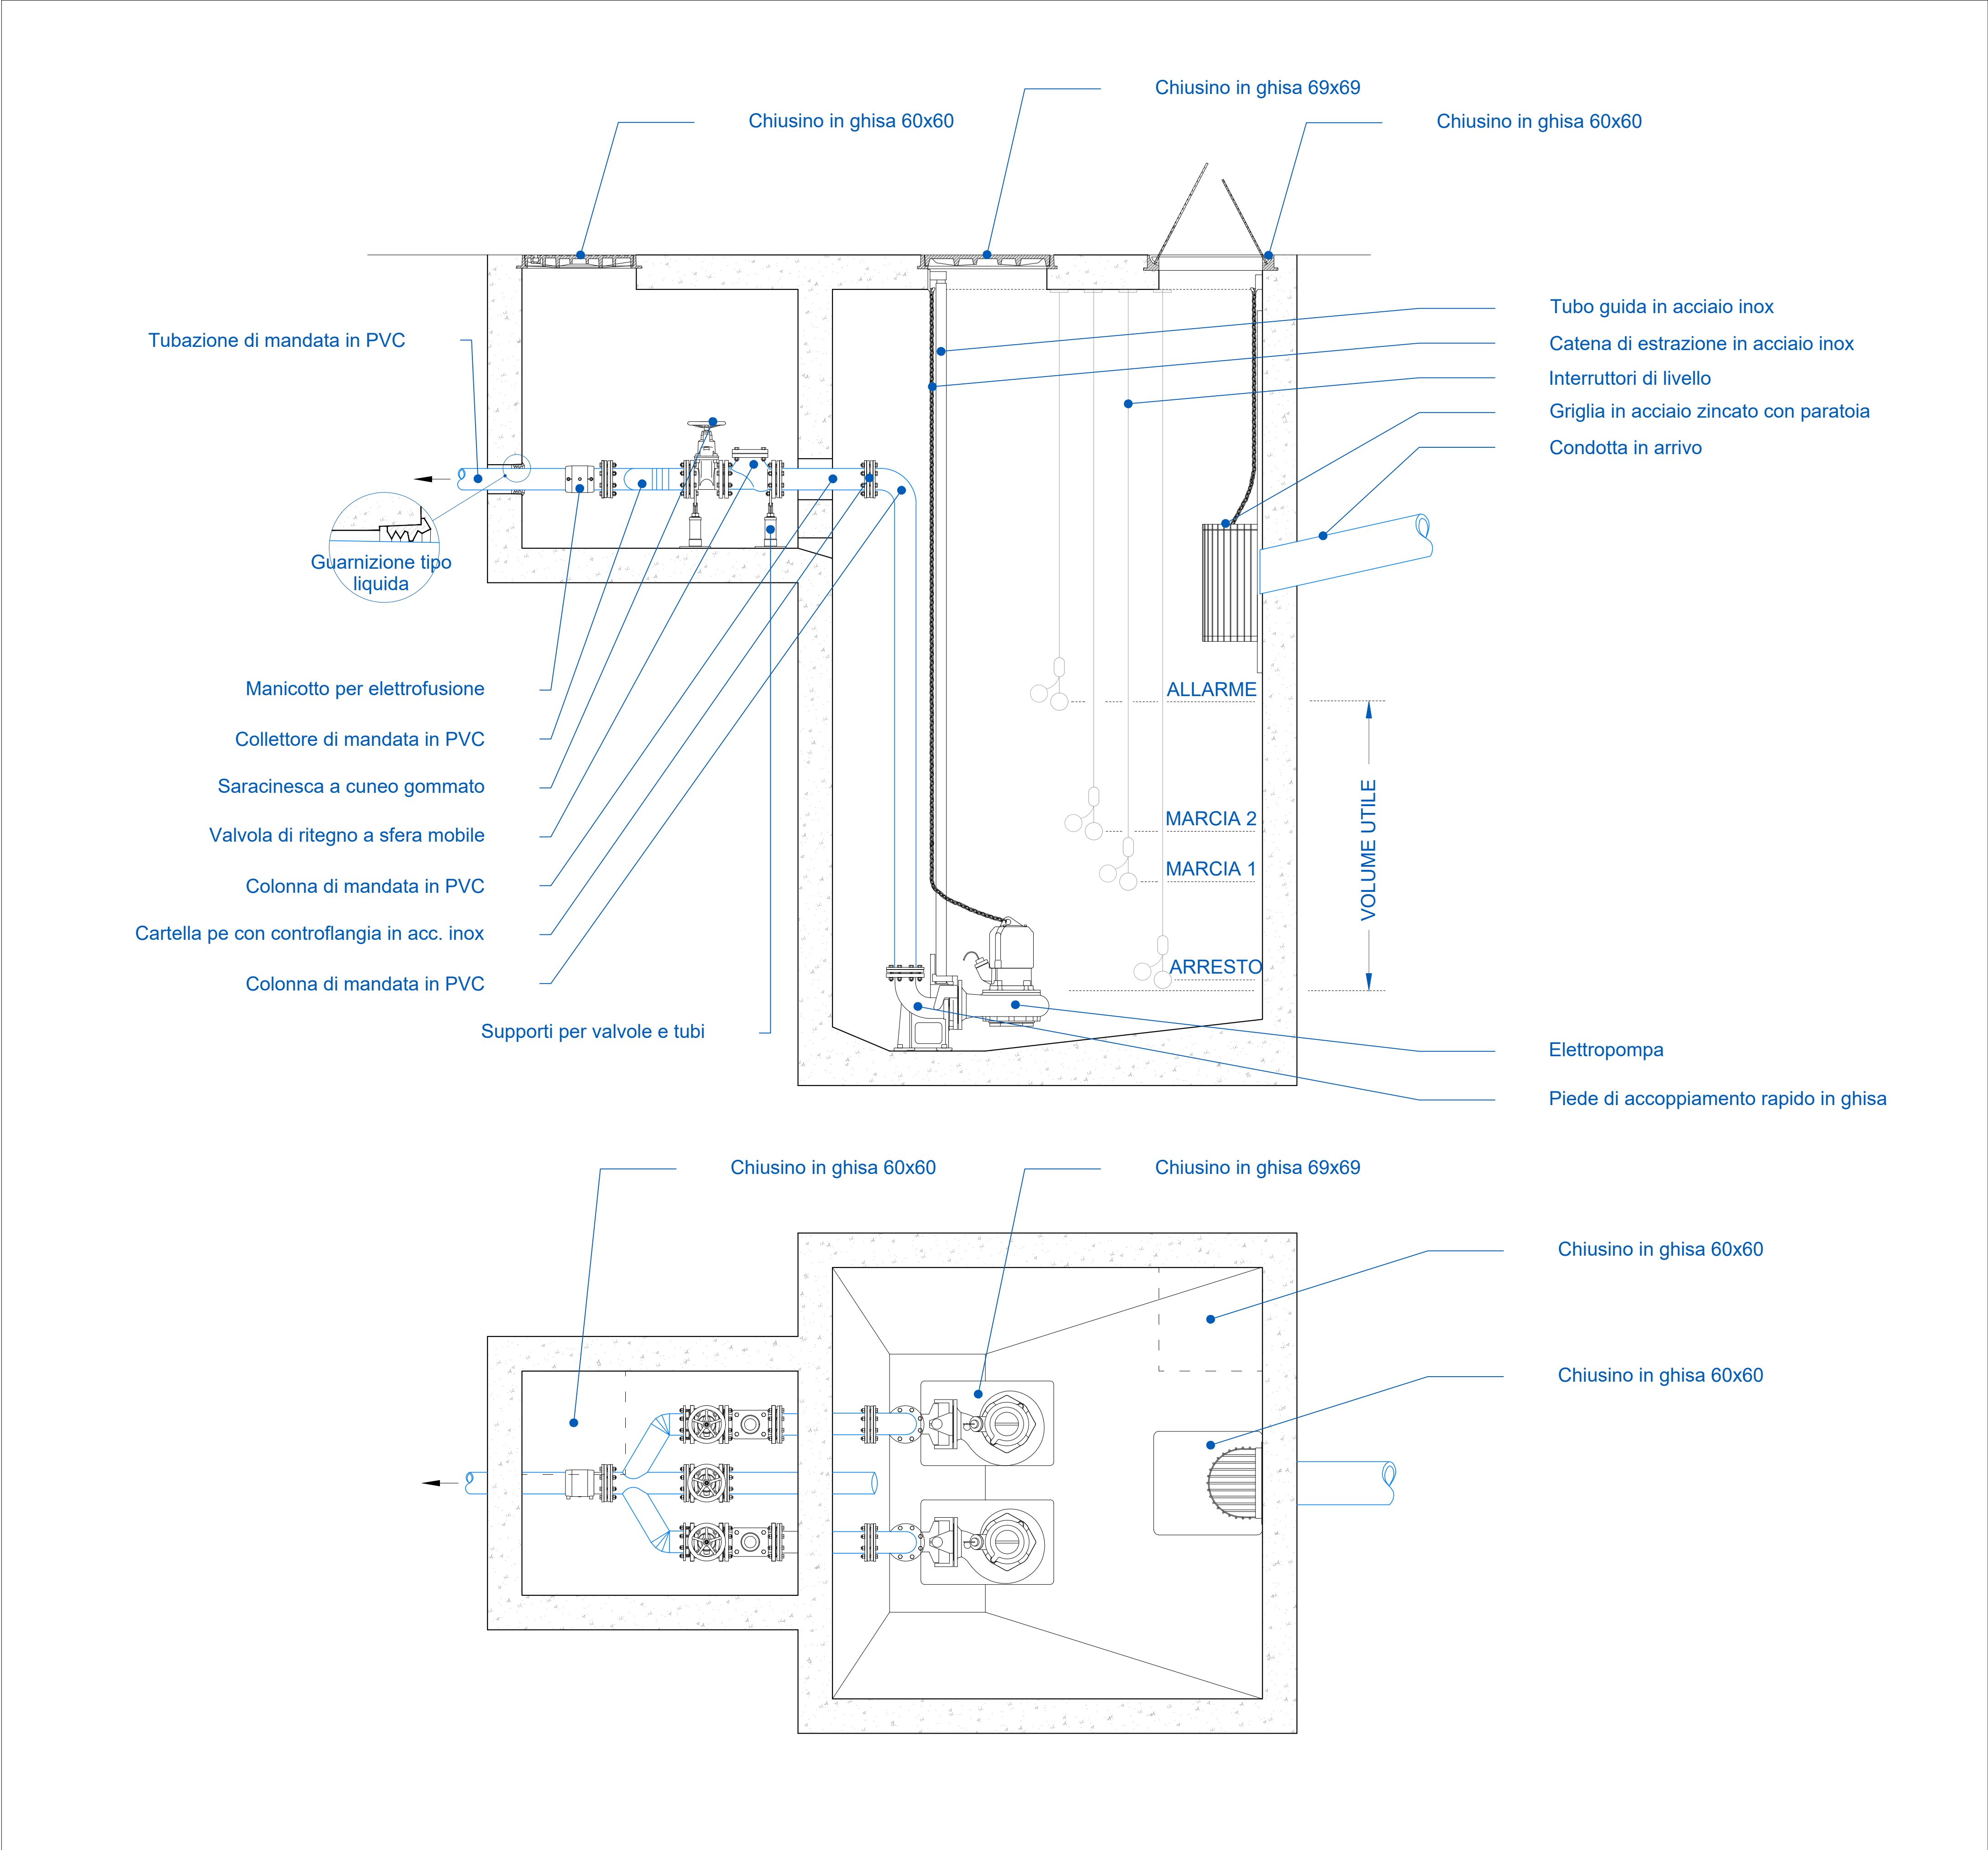 Chiusino in ghisa 69x69
Chiusino in ghisa 60x60
Chiusino in ghisa 60x60
Tubo guida in acciaio inox
Tubazione di mandata in PVC
Catena di estrazione in acciaio inox
Interruttori di livello
Griglia in acciaio zincato con paratoia
Condotta in arrivo
Guarnizione tipo
liquida
Manicotto per elettrofusione
ALLARME
Collettore di mandata in PVC
Saracinesca a cuneo gommato
MARCIA 2
VOLUME UTILE
Valvola di ritegno a sfera mobile
MARCIA 1
Colonna di mandata in PVC
Cartella pe con controflangia in acc. inox
ARRESTO
Colonna di mandata in PVC
Supporti per valvole e tubi
Elettropompa
Piede di accoppiamento rapido in ghisa
Chiusino in ghisa 60x60
Chiusino in ghisa 69x69
Chiusino in ghisa 60x60
Chiusino in ghisa 60x60